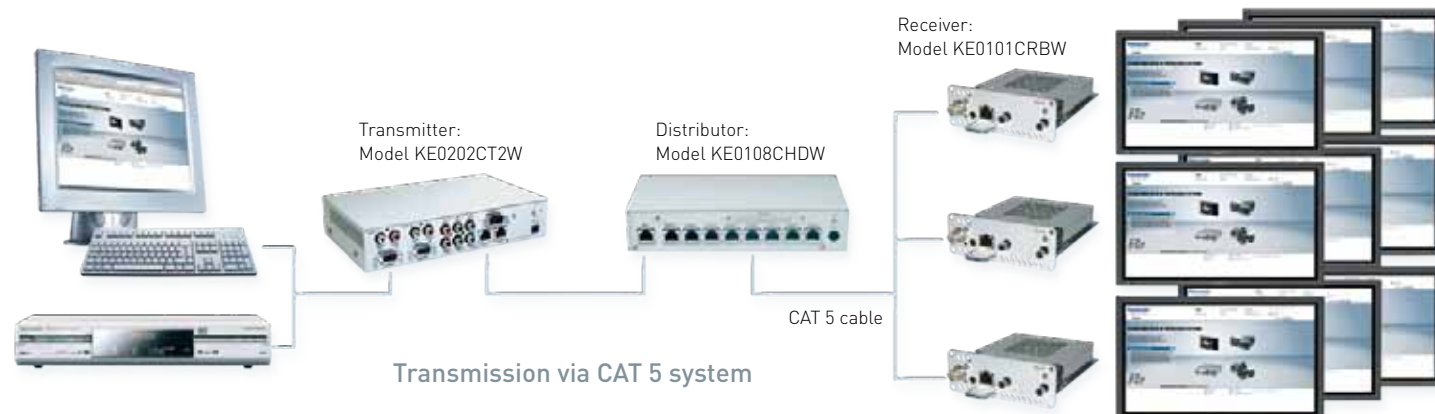 Receiver:
Model KE0101CRBW
Transmitter:
Model KE0202CT2W
Distributor:
Model KE0108CHDW
CAT 5 cable
Transmission via CAT 5 system